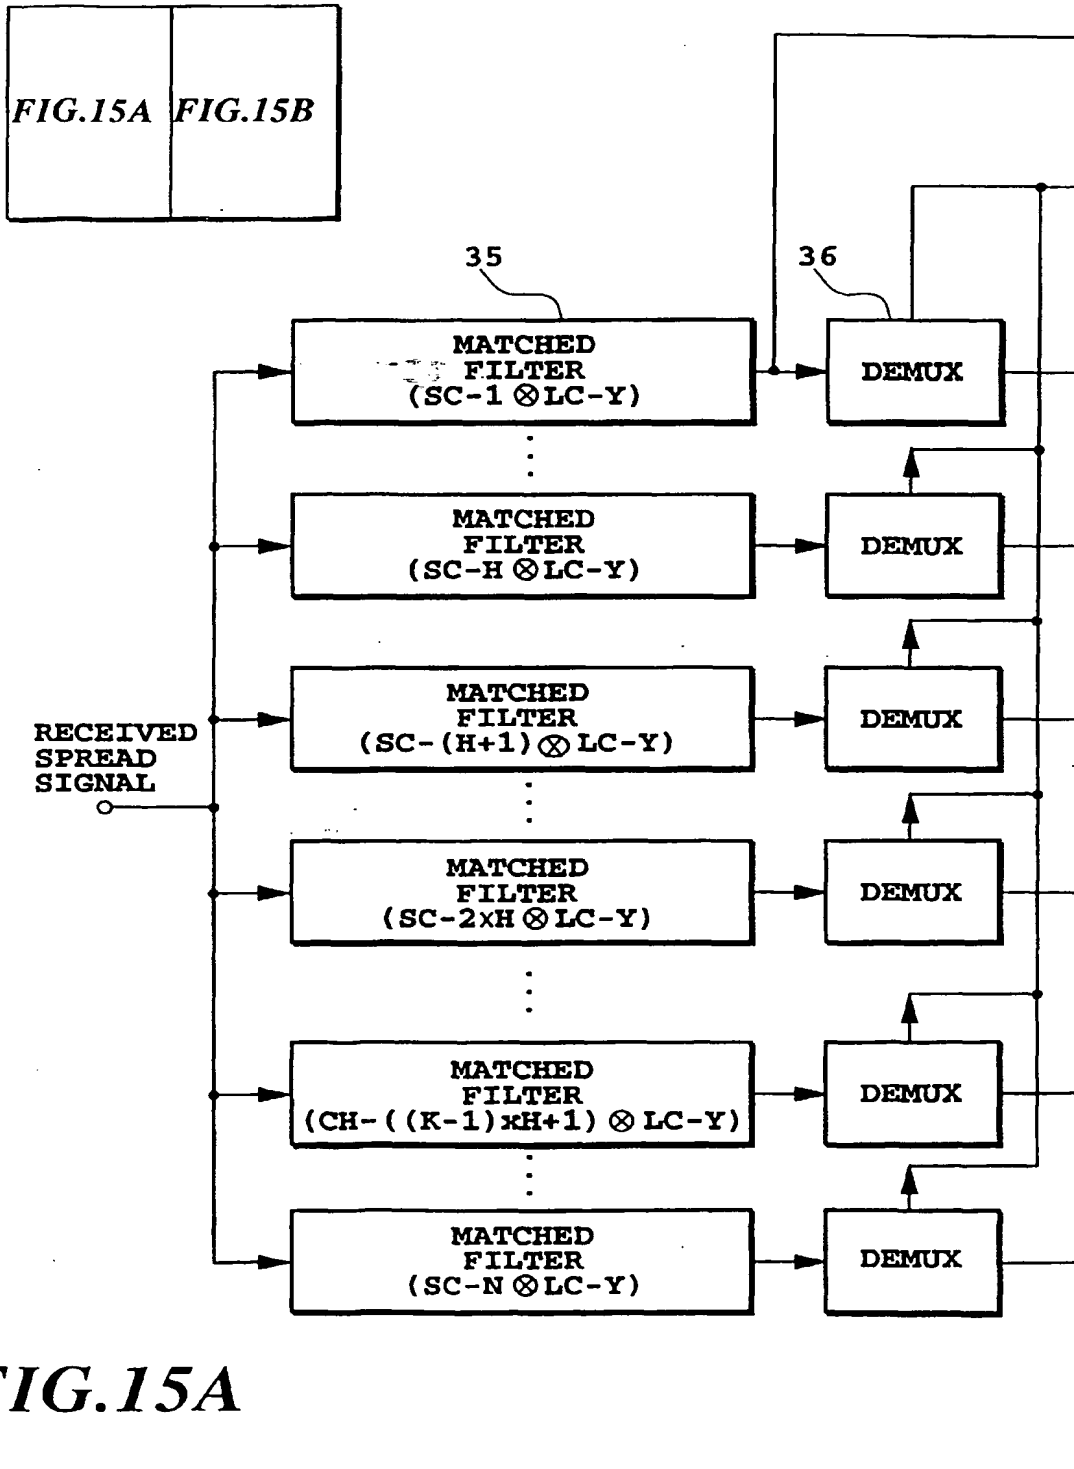 FIG.15A FIG.15B
35
36
MATCHED
FILTER
(SC-1 ⊗ LC-Y)
DEMUX
MATCHED
FILTER
(SC-H ⊗ LC-Y)
DEMUX
MATCHED
FILTER
(SC-(H+1) ⊗ LC-Y)
DEMUX
RECEIVED
SPREAD
SIGNAL
MATCHED
FILTER
(SC-2xH ⊗ LC-Y)
DEMUX
MATCHED
FILTER
(CH-((K-1)xH+1) ⊗ LC-Y)
DEMUX
MATCHED
FILTER
(SC-N ⊗ LC-Y)
DEMUX
FIG.15A